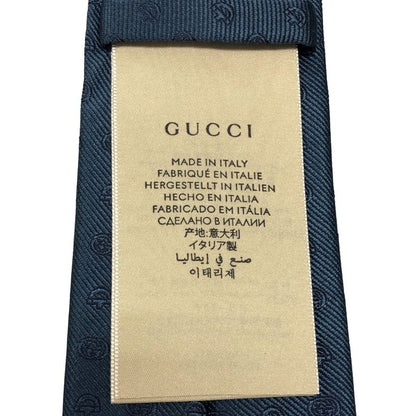 GUCCI
MADE IN ITALY
FABRIQUÉ EN ITALIE
HERGESTELLT IN ITALIEN
HECHO EN ITALIA
FABRICADO EM ITÁLIA
СДЕЛАНО В ИТАЛИИ
产地:意大利
イタリア製
صنع في إيطاليا
이태리제